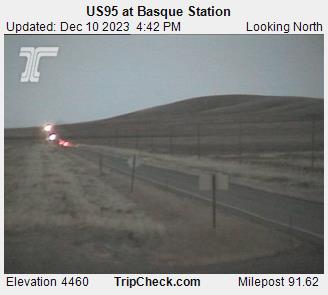 US95 at Basque Station
Updated: Dec 10 2023 4:42 PM Looking North
Elevation 4460 TripCheck.com Milepost 91.62